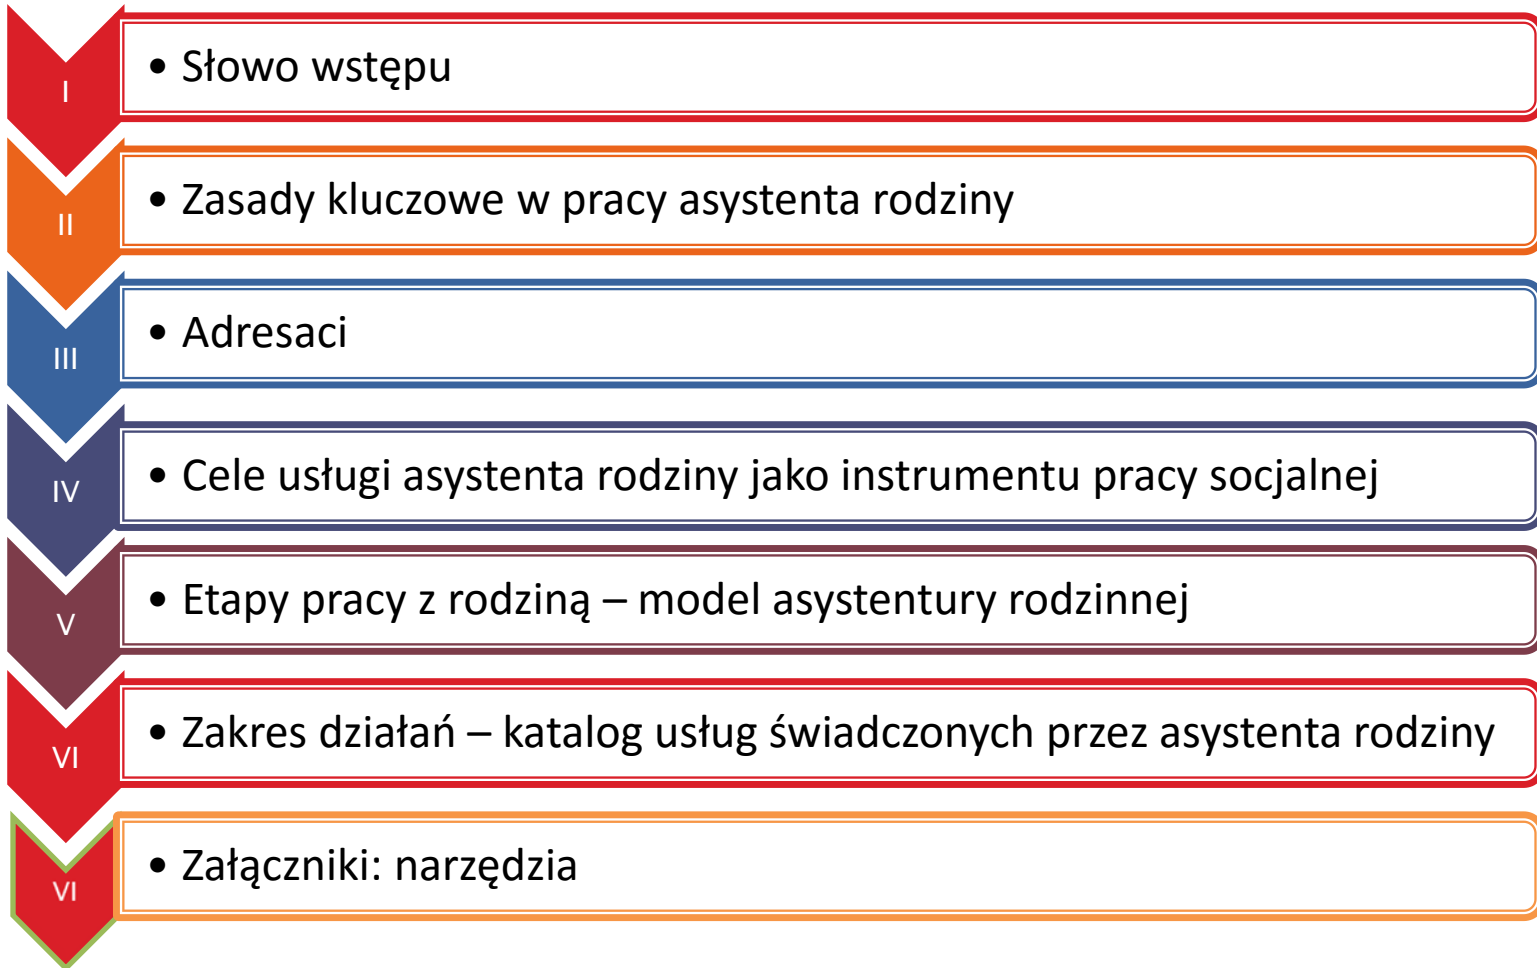 I
• Słowo wstępu
II
• Zasady kluczowe w pracy asystenta rodziny
III
• Adresaci
IV
• Cele usługi asystenta rodziny jako instrumentu pracy socjalnej
V
• Etapy pracy z rodziną – model asystentury rodzinnej
VI
• Zakres działań – katalog usług świadczonych przez asystenta rodziny
VI
• Załączniki: narzędzia